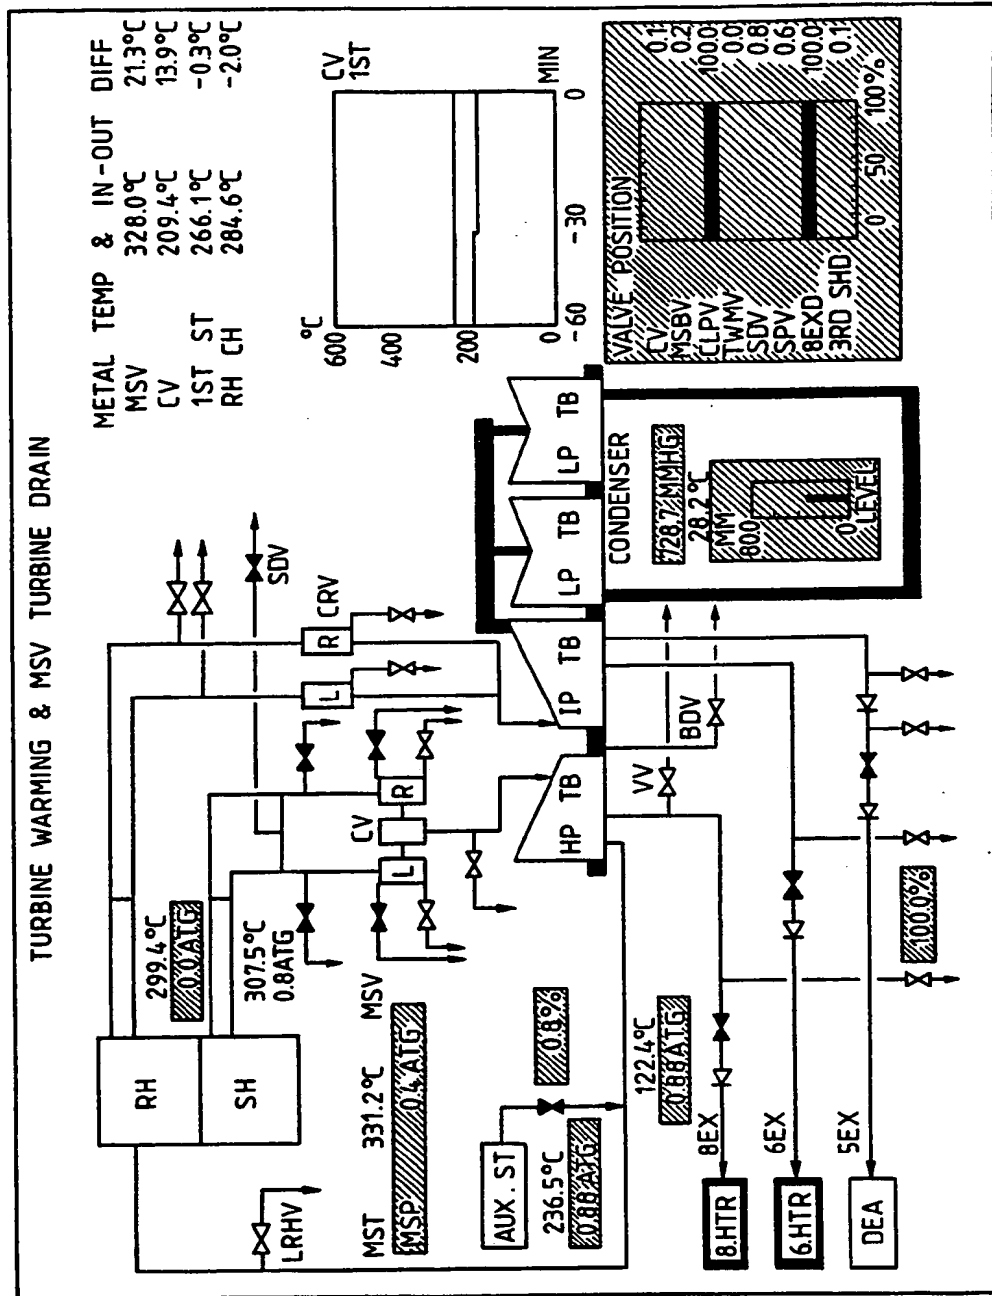 TURBINE WARMING & MSV TURBINE DRAIN
METAL TEMP & IN-OUT DIFF
MSV 328.0°C 21.3°C
CV 209.4°C 13.9°C
1ST ST 266.1°C -0.3°C
RH CH 284.6°C -2.0°C
°C
600
400
200
0
-60 -30 0
MIN
CV
1ST
RH
SH
299.4°C
0.0ATG
307.5°C
0.8ATG
LRHV
MST 331.2°C
MSP 0.4 ATG
MSV
L
CV
R
L
R
CRV
SDV
AUX. ST
0.8%
236.5°C
0.88ATG
HP TB
IP TB
LP TB
LP TB
122.4°C
0.88ATG
VV
BDV
CONDENSER
728.7 MMHG
28.2°C
MM
800
0
LEVEL
VALVE POSITION
CV 0.1
MSBV 0.2
CLPV 100.0
TWMV 0.0
SDV 0.8
SPV 0.6
8EXD 100.0
3RD SHD 0.1
0 50 100%
8.HTR
8EX
6.HTR
6EX
DEA
5EX
100.0%